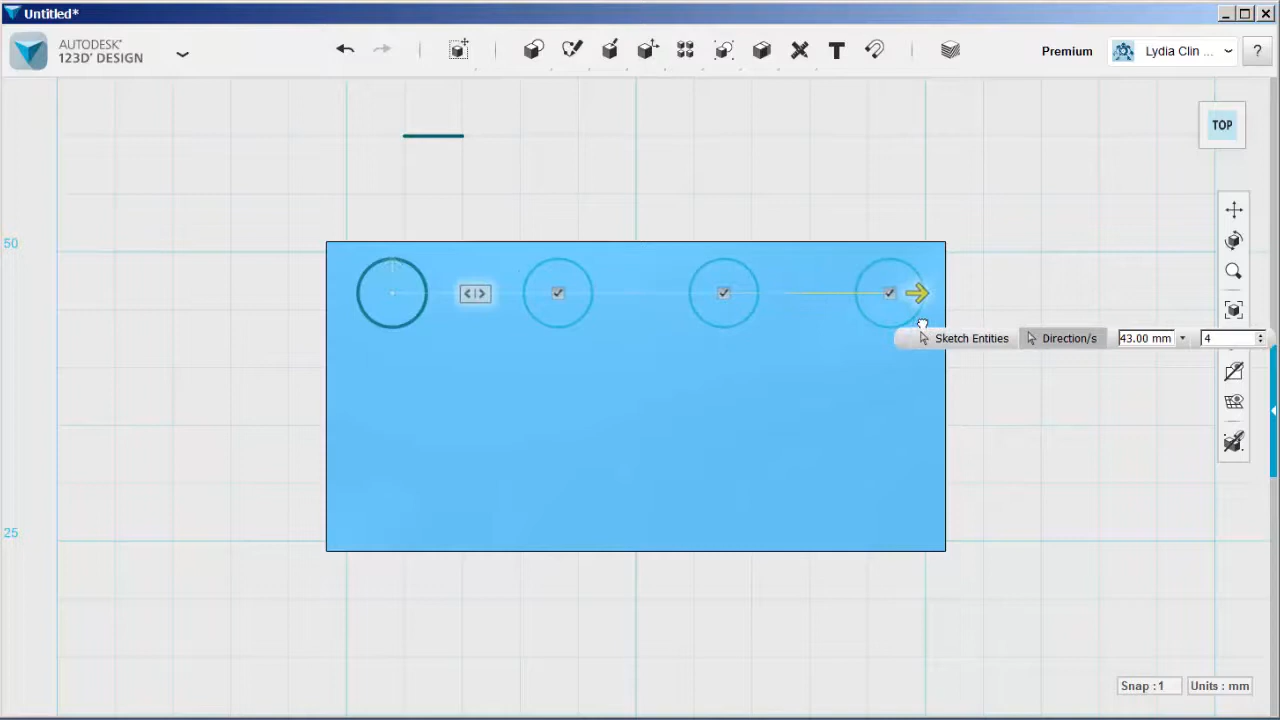 Untitled*
AUTODESK®
123D® DESIGN
Premium
Lydia Clin ...
?
TOP
50
Sketch Entities
Direction/s
43.00 mm
4
25
Snap :1
Units : mm